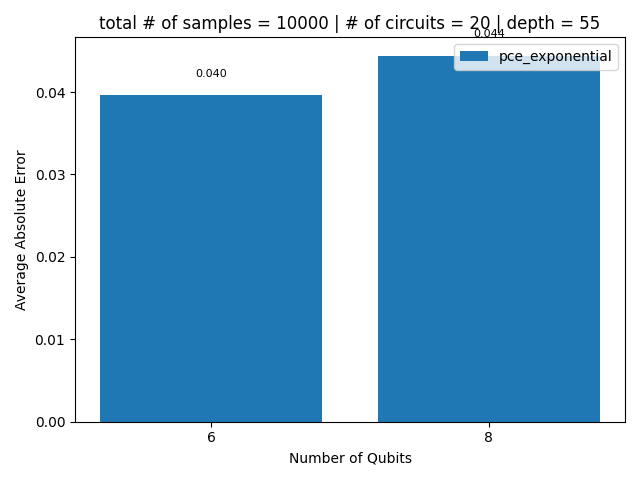 total # of samples = 10000 | # of circuits = 20 | depth = 55
0.044
pce_exponential
0.040
0.04
0.03
0.02
0.01
0.00
Average Absolute Error
6 8
Number of Qubits